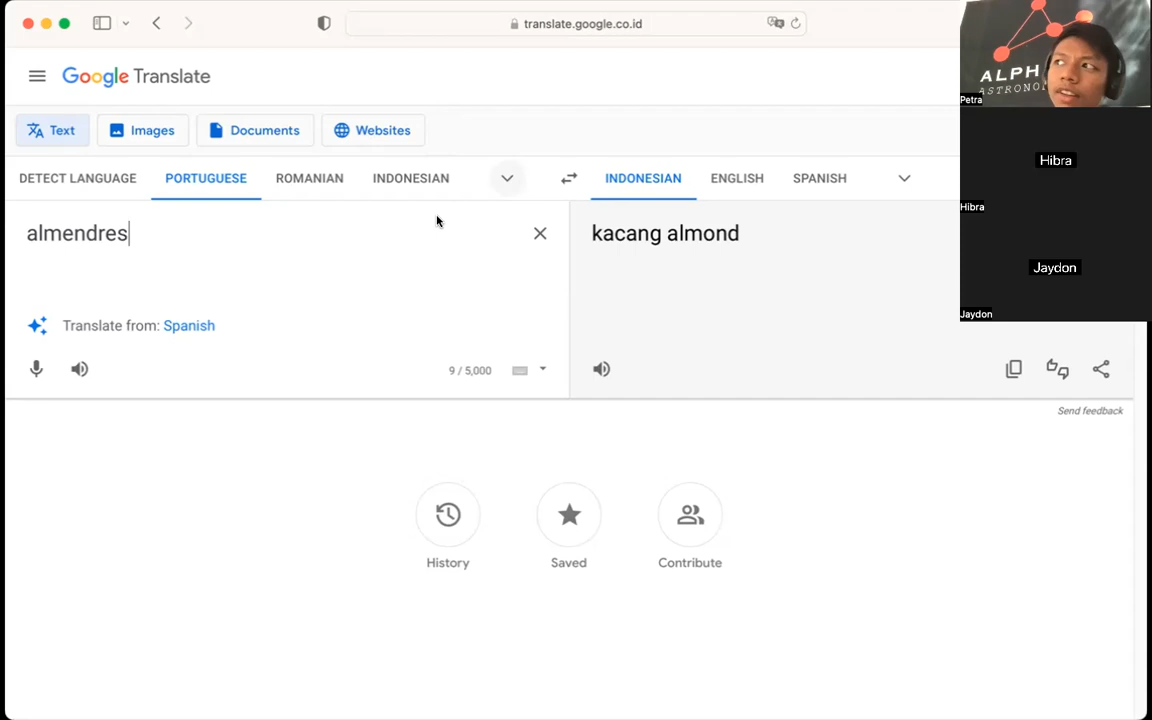 translate.google.co.id
Google Translate
Text
Images
Documents
Websites
DETECT LANGUAGE
PORTUGUESE
ROMANIAN
INDONESIAN
INDONESIAN
ENGLISH
SPANISH
almendres
kacang almond
Translate from: Spanish
9 / 5,000
Send feedback
History
Saved
Contribute
ALPH
ASTRONO
Petra
Hibra
Hibra
Jaydon
Jaydon